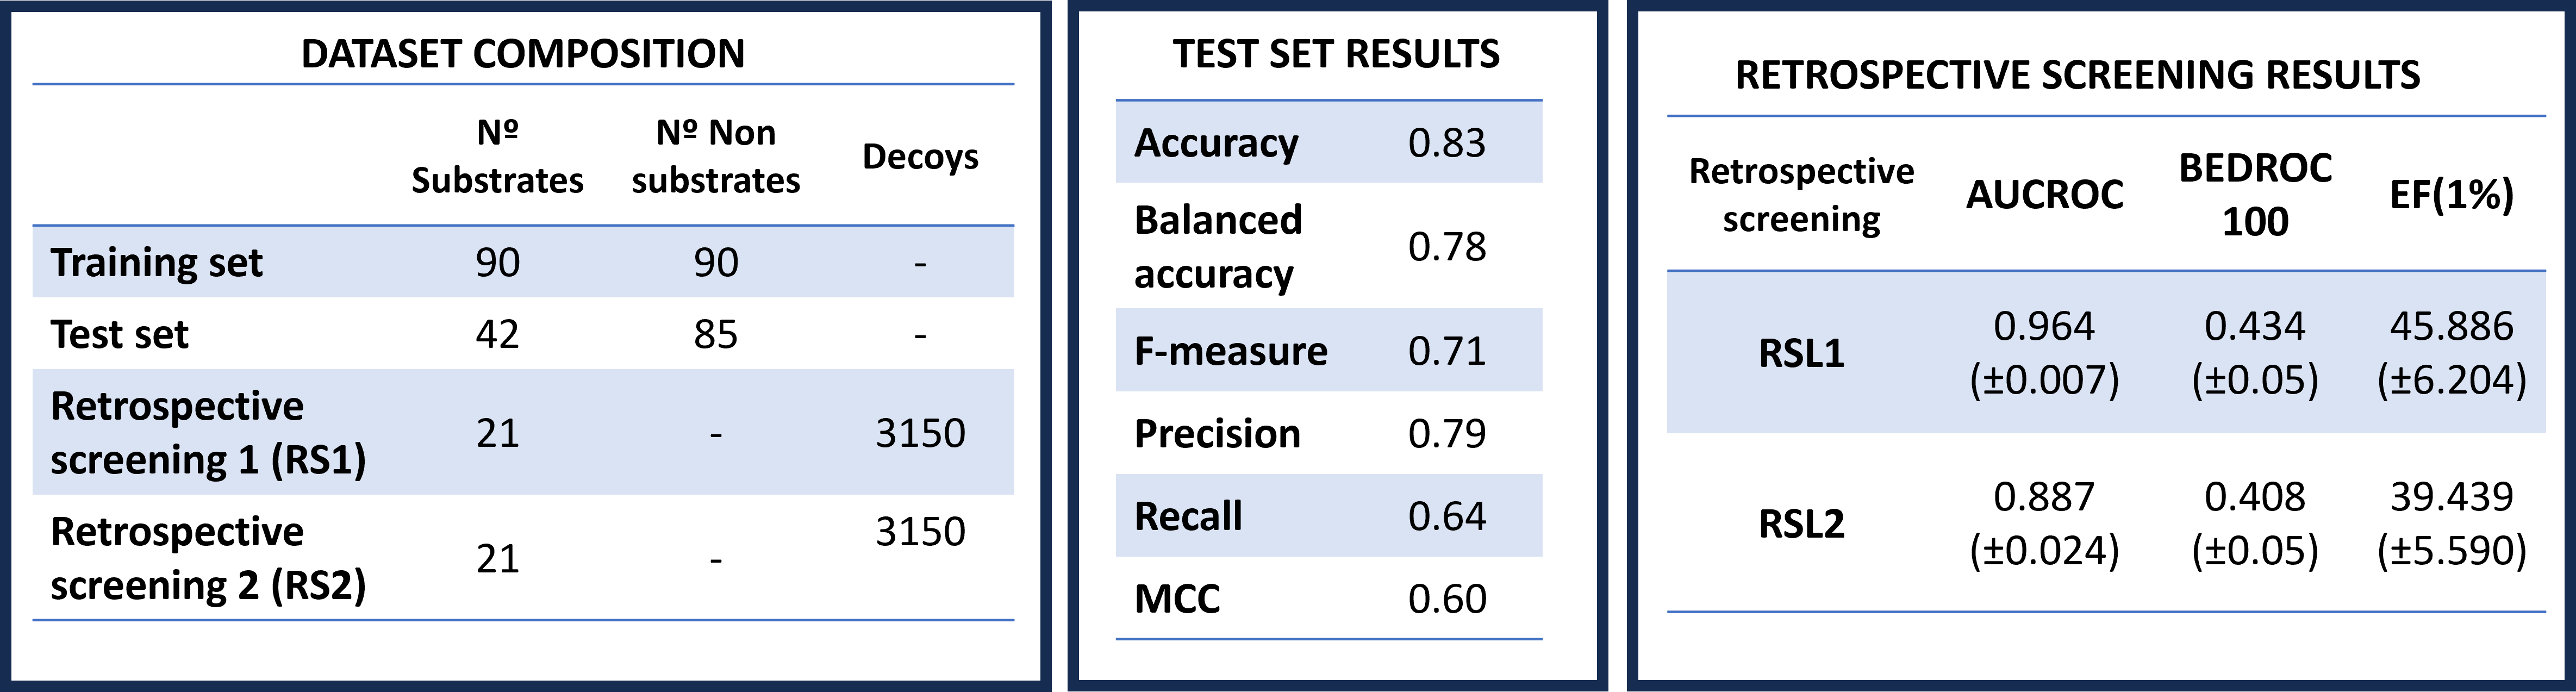 DATASET COMPOSITION
Nº Substrates Nº Non substrates Decoys
Training set 90 90 -
Test set 42 85 -
Retrospective screening 1 (RS1) 21 - 3150
Retrospective screening 2 (RS2) 21 - 3150
TEST SET RESULTS
Accuracy 0.83
Balanced accuracy 0.78
F-measure 0.71
Precision 0.79
Recall 0.64
MCC 0.60
RETROSPECTIVE SCREENING RESULTS
Retrospective screening AUCROC BEDROC 100 EF(1%)
RSL1 0.964 (±0.007) 0.434 (±0.05) 45.886 (±6.204)
RSL2 0.887 (±0.024) 0.408 (±0.05) 39.439 (±5.590)